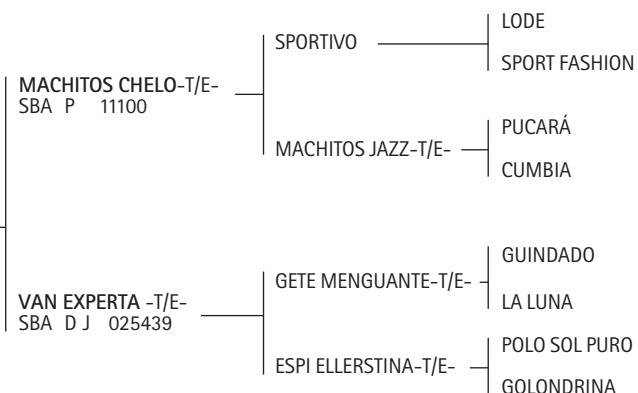 MACHITOS CHELO-T/E-
SBA P 11100
SPORTIVO
LODE
SPORT FASHION
MACHITOS JAZZ-T/E-
PUCARÁ
CUMBIA
VAN EXPERTA -T/E-
SBA D J 025439
GETE MENGUANTE-T/E-
GUINDADO
LA LUNA
ESPI ELLERSTINA-T/E-
POLO SOL PURO
GOLONDRINA